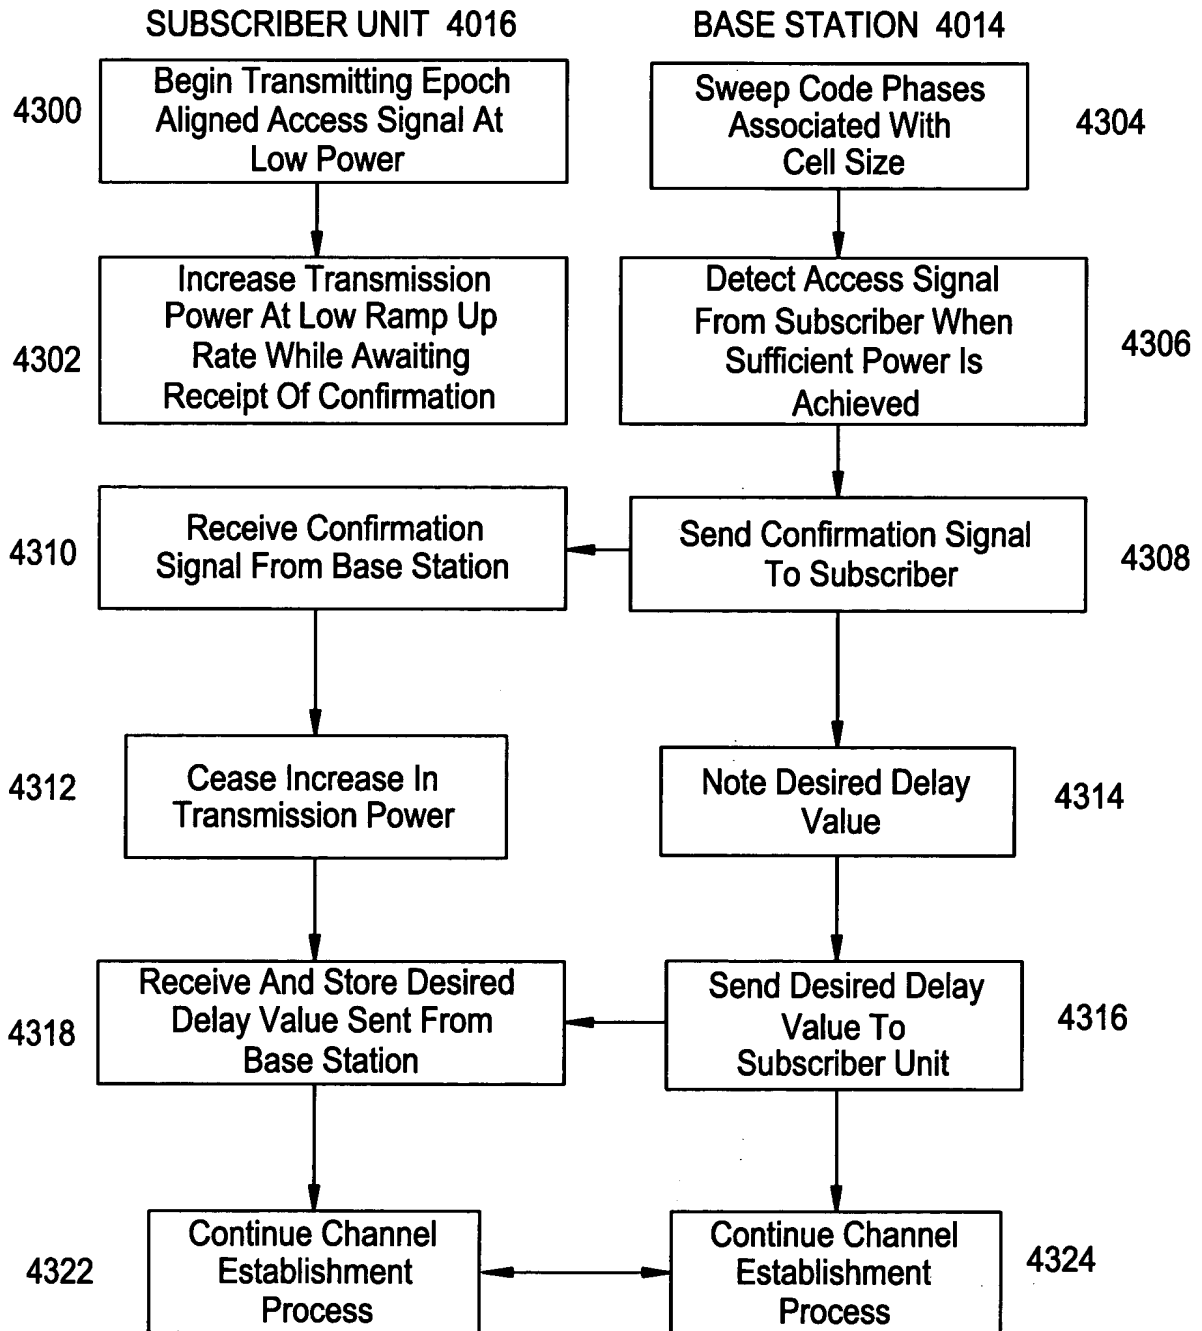 SUBSCRIBER UNIT 4016
BASE STATION 4014
4300
Begin Transmitting Epoch
Aligned Access Signal At
Low Power
Sweep Code Phases
Associated With
Cell Size
4304
4302
Increase Transmission
Power At Low Ramp Up
Rate While Awaiting
Receipt Of Confirmation
Detect Access Signal
From Subscriber When
Sufficient Power Is
Achieved
4306
4310
Receive Confirmation
Signal From Base Station
Send Confirmation Signal
To Subscriber
4308
4312
Cease Increase In
Transmission Power
Note Desired Delay
Value
4314
4318
Receive And Store Desired
Delay Value Sent From
Base Station
Send Desired Delay
Value To
Subscriber Unit
4316
4322
Continue Channel
Establishment
Process
Continue Channel
Establishment
Process
4324